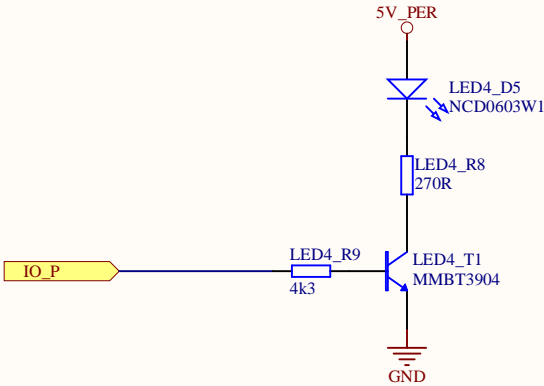 5V_PER
LED4_D5
NCD0603W1
LED4_R8
270R
LED4_R9
4k3
LED4_T1
MMBT3904
IO_P
GND